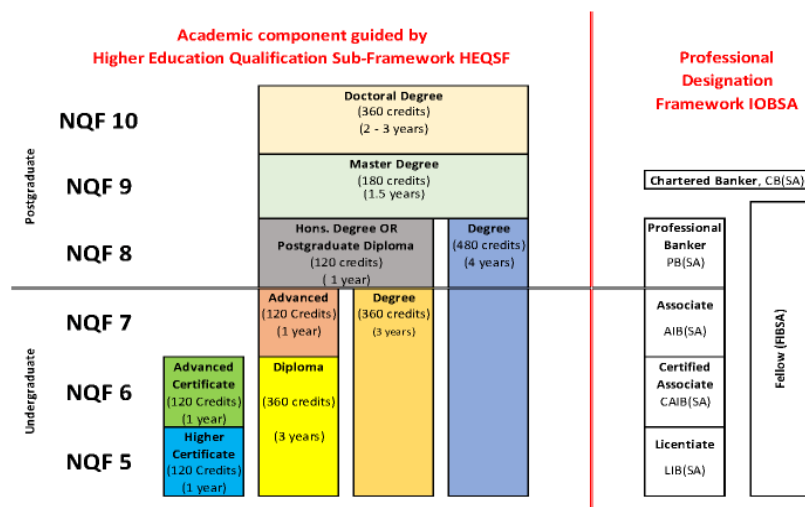 Academic component guided by
Higher Education Qualification Sub-Framework HEQSF
Professional
Designation
Framework IOBSA
Postgraduate
Undergraduate
NQF 10
Doctoral Degree
(360 credits)
(2 - 3 years)
NQF 9
Master Degree
(180 credits)
(1.5 years)
Chartered Banker, CB(SA)
NQF 8
Hons. Degree OR
Postgraduate Diploma
(120 credits)
( 1 year)
Degree
(480 credits)
(4 years)
Professional
Banker
PB(SA)
NQF 7
Advanced
(120 Credits)
(1 year)
Degree
(360 credits)
(3 years)
Associate
AIB(SA)
Fellow (FIBSA)
NQF 6
Advanced
Certificate
(120 Credits)
(1 year)
Diploma
(360 credits)
(3 years)
Certified
Associate
CAIB(SA)
NQF 5
Higher
Certificate
(120 Credits)
(1 year)
Licentiate
LIB(SA)